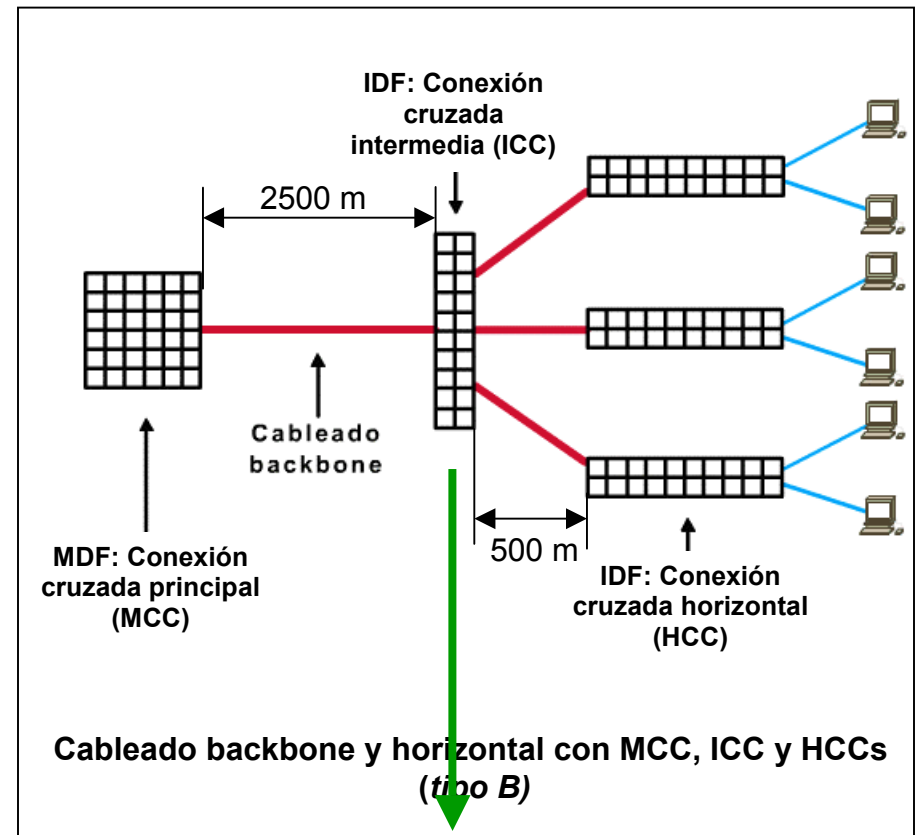 IDF: Conexión
cruzada
intermedia (ICC)
2500 m
Cableado
backbone
500 m
MDF: Conexión
cruzada principal
(MCC)
IDF: Conexión
cruzada horizontal
(HCC)
Cableado backbone y horizontal con MCC, ICC y HCCs
(tipo B)